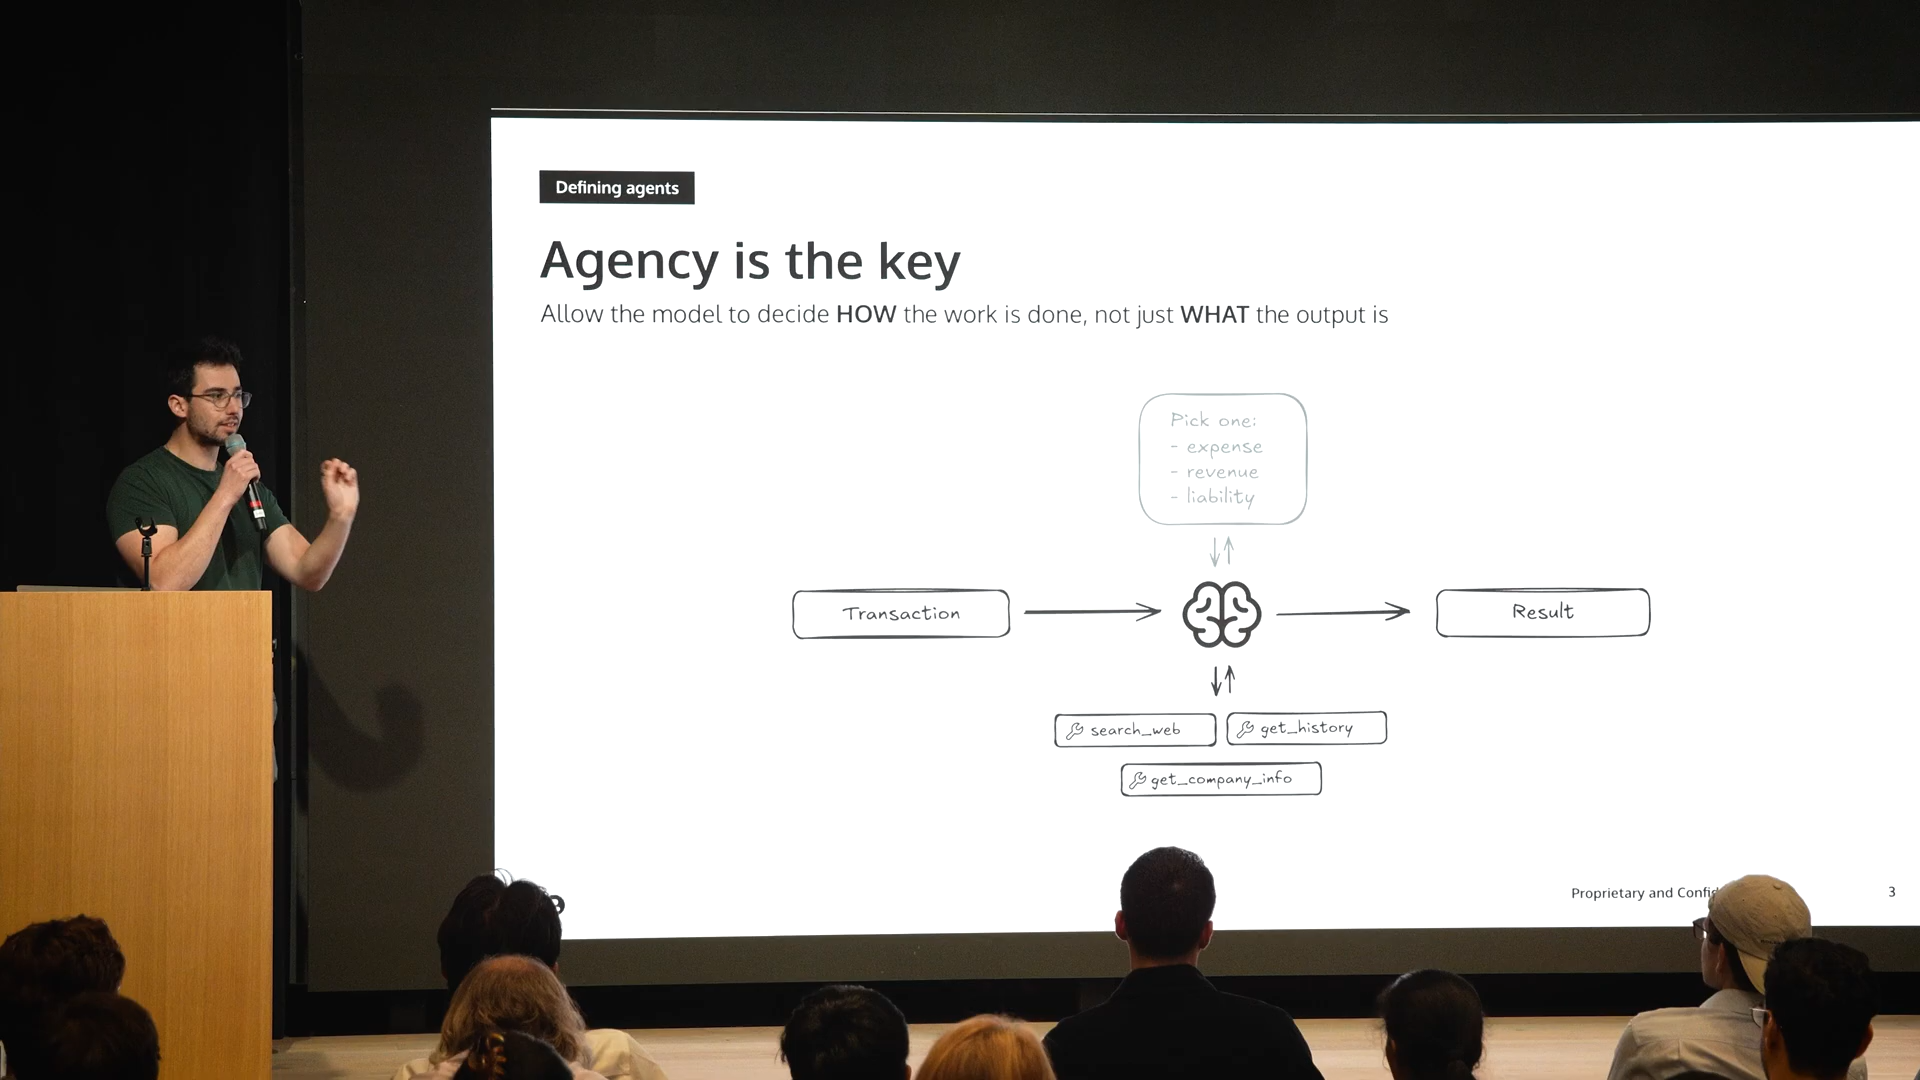 Defining agents
Agency is the key
Allow the model to decide HOW the work is done, not just WHAT the output is
Pick one:
- expense
- revenue
- liability
Transaction
Result
search_web
get_history
get_company_info
Proprietary and
3